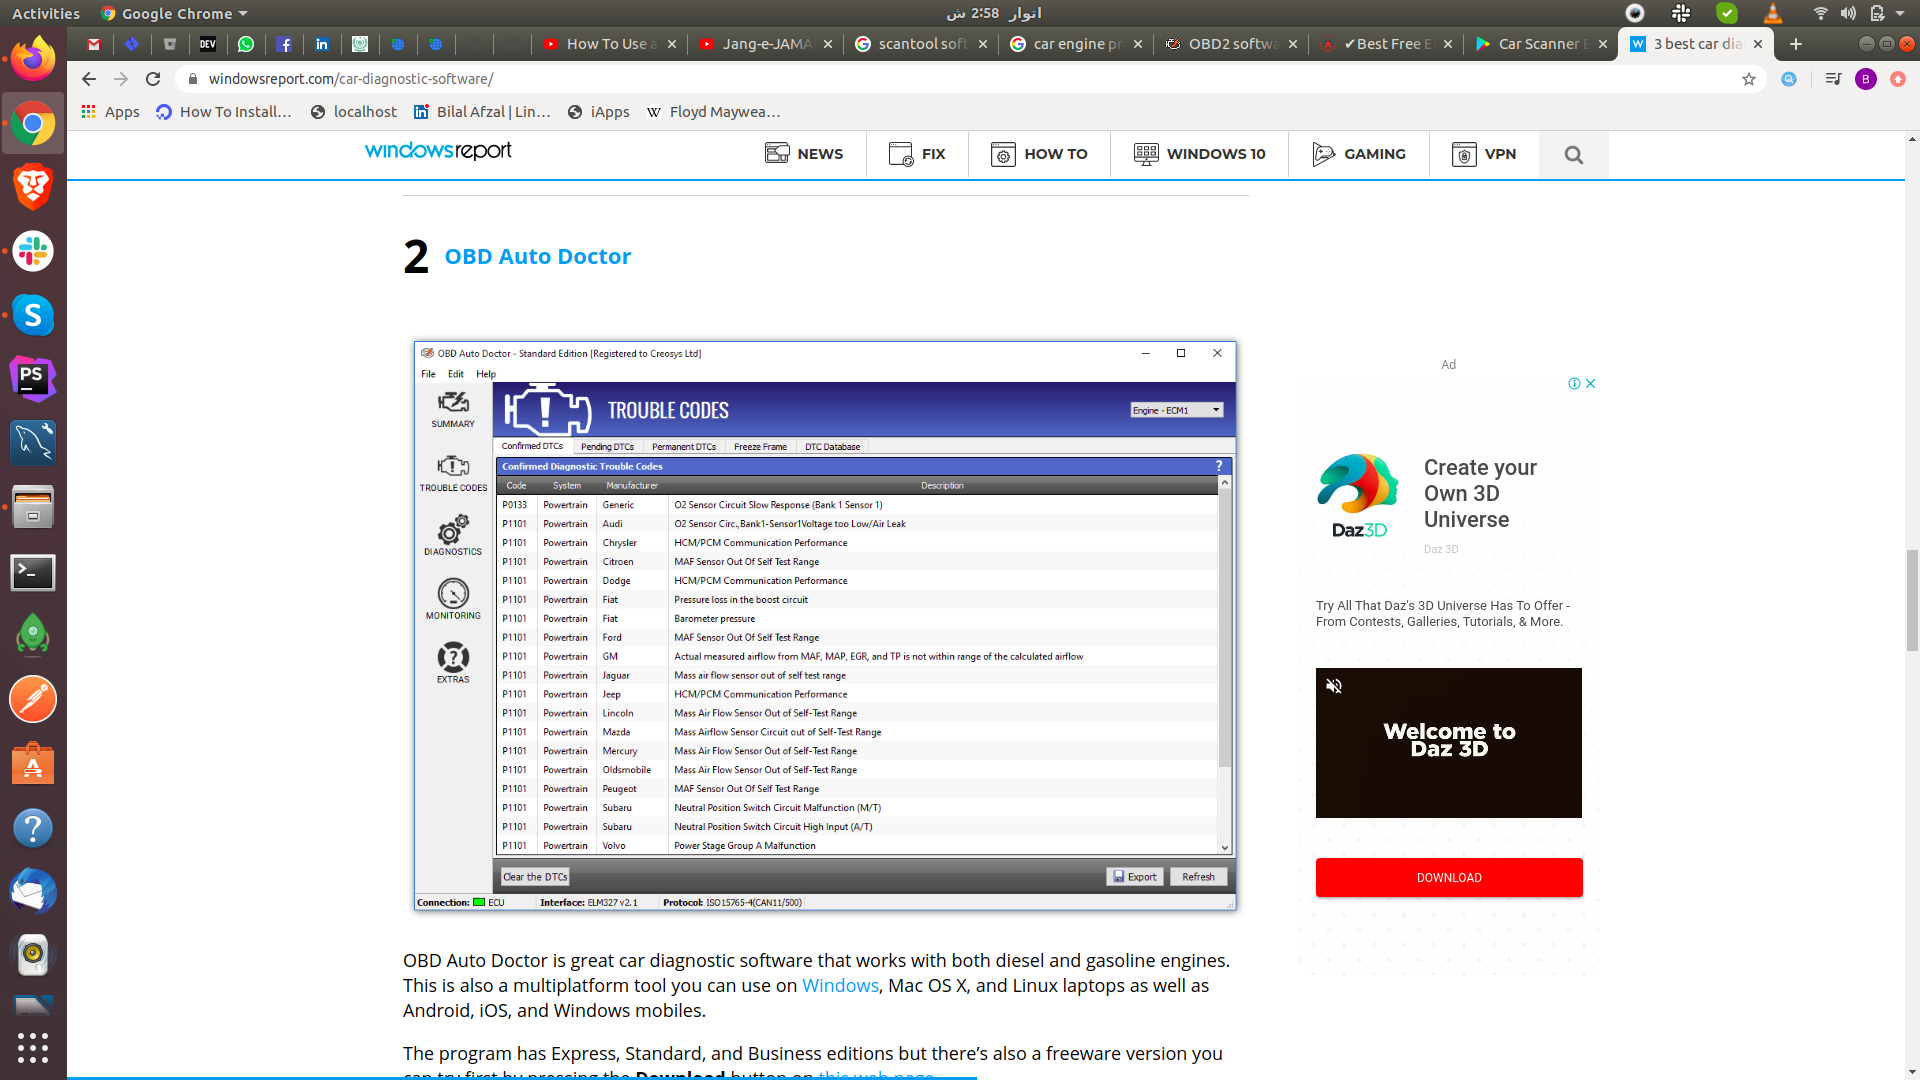 Activities
Google Chrome
انوار 2:58 ش
How To Use a
Jang-e-JAMA
scantool soft
car engine pr
OBD2 softwa
✔Best Free E
Car Scanner E
3 best car dia
windowsreport.com/car-diagnostic-software/
B
Apps
How To Install...
localhost
Bilal Afzal | Lin...
iApps
Floyd Maywea...
windowsreport
NEWS
FIX
HOW TO
WINDOWS 10
GAMING
VPN
2 OBD Auto Doctor
OBD Auto Doctor - Standard Edition [Registered to Creosys Ltd]
File Edit Help
SUMMARY
TROUBLE CODES
DIAGNOSTICS
MONITORING
EXTRAS
TROUBLE CODES
Engine - ECM1
Confirmed DTCs Pending DTCs Permanent DTCs Freeze Frame DTC Database
Confirmed Diagnostic Trouble Codes ?
Code System Manufacturer Description
P0133 Powertrain Generic O2 Sensor Circuit Slow Response (Bank 1 Sensor 1)
P1101 Powertrain Audi O2 Sensor Circ.,Bank1-Sensor1Voltage too Low/Air Leak
P1101 Powertrain Chrysler HCM/PCM Communication Performance
P1101 Powertrain Citroen MAF Sensor Out Of Self Test Range
P1101 Powertrain Dodge HCM/PCM Communication Performance
P1101 Powertrain Fiat Pressure loss in the boost circuit
P1101 Powertrain Fiat Barometer pressure
P1101 Powertrain Ford MAF Sensor Out Of Self Test Range
P1101 Powertrain GM Actual measured airflow from MAF, MAP, EGR, and TP is not within range of the calculated airflow
P1101 Powertrain Jaguar Mass air flow sensor out of self test range
P1101 Powertrain Jeep HCM/PCM Communication Performance
P1101 Powertrain Lincoln Mass Air Flow Sensor Out of Self-Test Range
P1101 Powertrain Mazda Mass Airflow Sensor Circuit out of Self-Test Range
P1101 Powertrain Mercury Mass Air Flow Sensor Out of Self-Test Range
P1101 Powertrain Oldsmobile Mass Air Flow Sensor Out of Self-Test Range
P1101 Powertrain Peugeot MAF Sensor Out Of Self Test Range
P1101 Powertrain Subaru Neutral Position Switch Circuit Malfunction (M/T)
P1101 Powertrain Subaru Neutral Position Switch Circuit High Input (A/T)
P1101 Powertrain Volvo Power Stage Group A Malfunction
Clear the DTCs Export Refresh
Connection: ECU Interface: ELM327 v2.1 Protocol: ISO15765-4(CAN11/500)
OBD Auto Doctor is great car diagnostic software that works with both diesel and gasoline engines.
This is also a multiplatform tool you can use on Windows, Mac OS X, and Linux laptops as well as
Android, iOS, and Windows mobiles.
The program has Express, Standard, and Business editions but there's also a freeware version you
can try first by pressing the Download button on this web page.
Ad
Daz3D
Create your
Own 3D
Universe
Daz 3D
Try All That Daz's 3D Universe Has To Offer -
From Contests, Galleries, Tutorials, & More.
Welcome to
Daz 3D
DOWNLOAD
DEV
PS